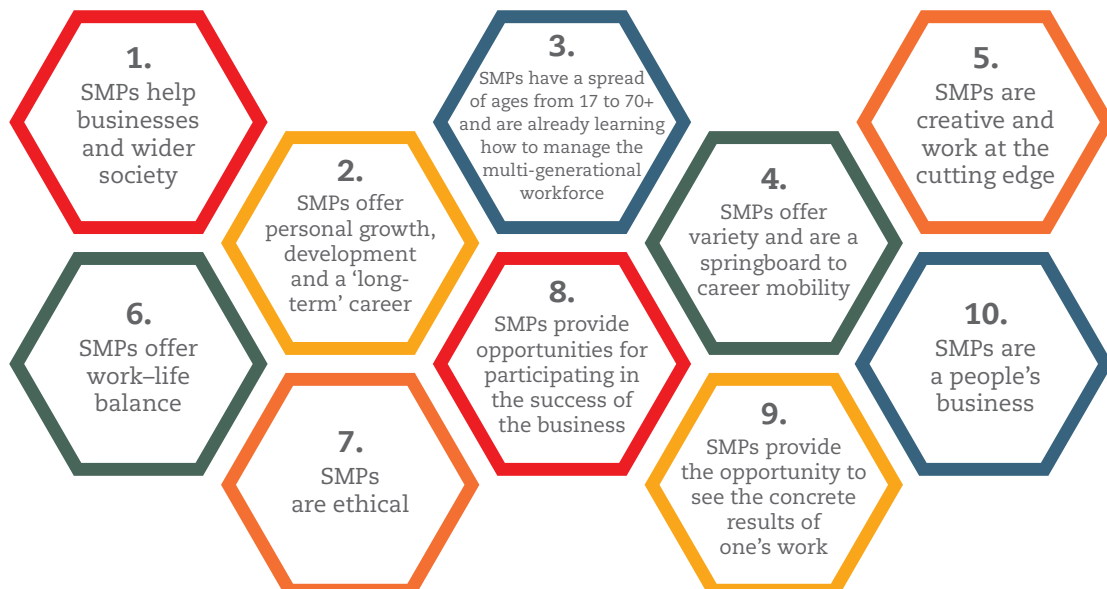 1.
SMPs help
businesses
and wider
society
2.
SMPs offer
personal growth,
development
and a ‘long-
term’ career
3.
SMPs have a spread
of ages from 17 to 70+
and are already learning
how to manage the
multi-generational
workforce
4.
SMPs offer
variety and are a
springboard to
career mobility
5.
SMPs are
creative and
work at the
cutting edge
6.
SMPs offer
work–life
balance
7.
SMPs
are ethical
8.
SMPs provide
opportunities for
participating in
the success of
the business
9.
SMPs provide
the opportunity to
see the concrete
results of
one’s work
10.
SMPs are
a people’s
business